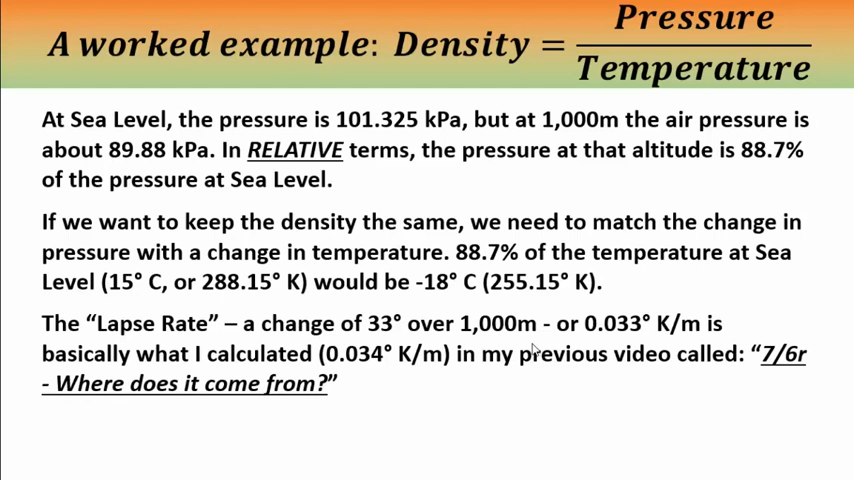 A worked example: Density = Pressure / Temperature
At Sea Level, the pressure is 101.325 kPa, but at 1,000m the air pressure is
about 89.88 kPa. In RELATIVE terms, the pressure at that altitude is 88.7%
of the pressure at Sea Level.
If we want to keep the density the same, we need to match the change in
pressure with a change in temperature. 88.7% of the temperature at Sea
Level (15° C, or 288.15° K) would be -18° C (255.15° K).
The “Lapse Rate” – a change of 33° over 1,000m - or 0.033° K/m is
basically what I calculated (0.034° K/m) in my previous video called: “7/6r
- Where does it come from?”